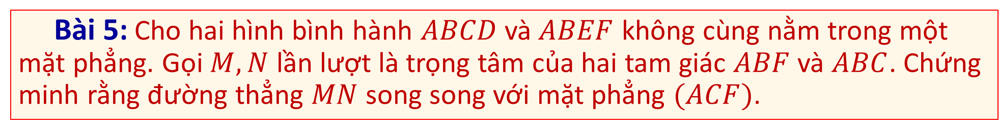 Bài 5: Cho hai hình bình hành ABCD và ABEF không cùng nằm trong một
mặt phẳng. Gọi M, N lần lượt là trọng tâm của hai tam giác ABF và ABC. Chứng
minh rằng đường thẳng MN song song với mặt phẳng (ACF).